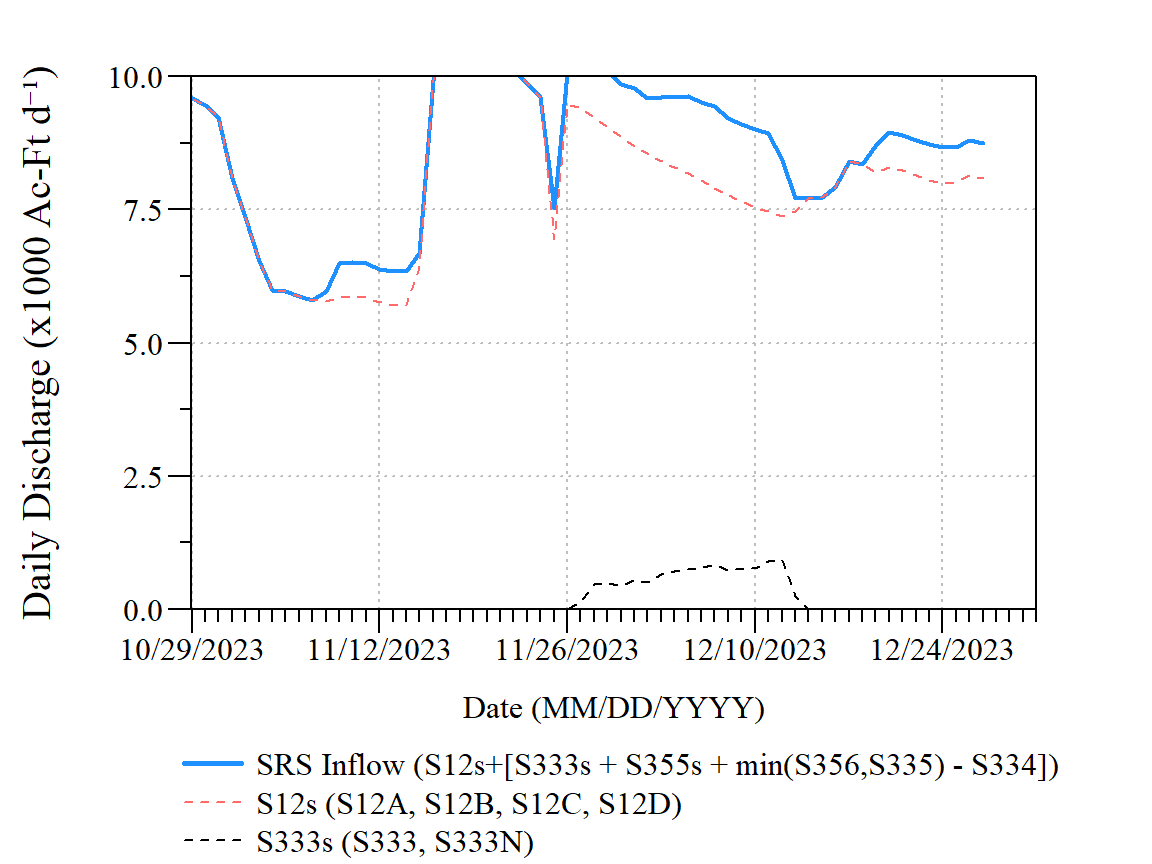 Daily Discharge (x1000 Ac-Ft d⁻¹)
10.0
7.5
5.0
2.5
0.0
10/29/2023 11/12/2023 11/26/2023 12/10/2023 12/24/2023
Date (MM/DD/YYYY)
SRS Inflow (S12s+[S333s + S355s + min(S356,S335) - S334])
S12s (S12A, S12B, S12C, S12D)
S333s (S333, S333N)